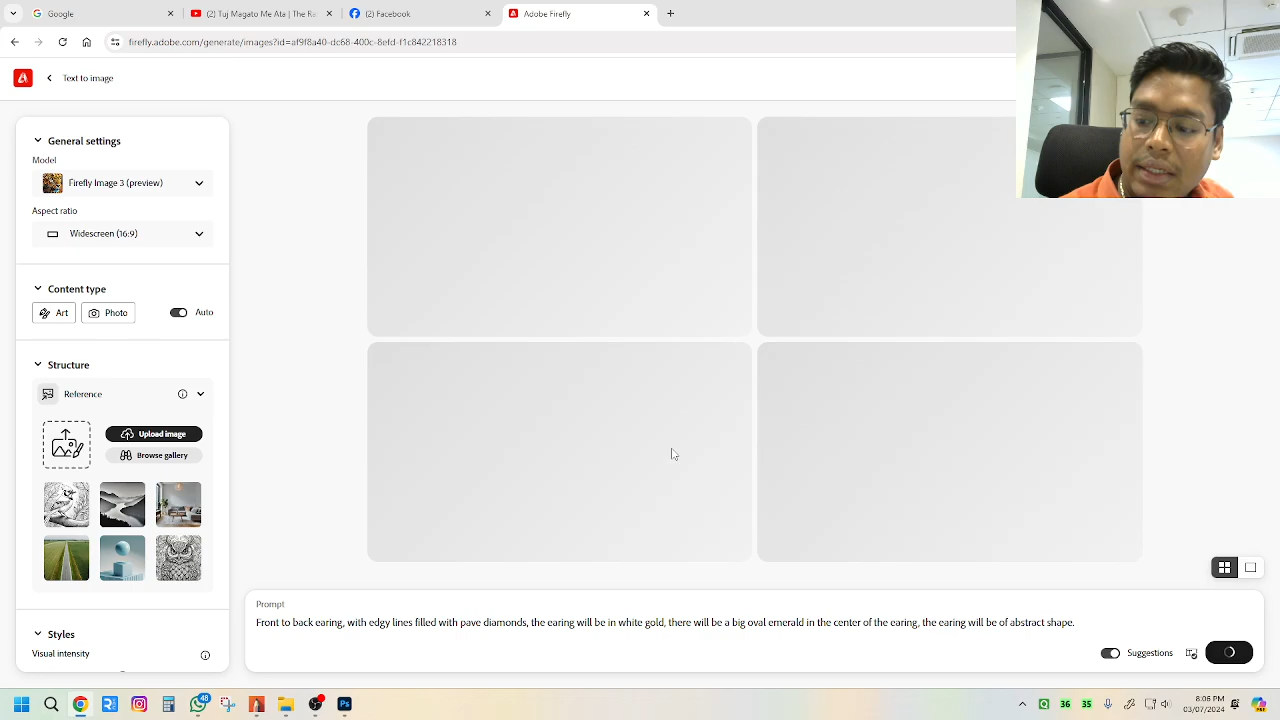 Google
(2) Tuj Magato Me Ata | The Ra
(2) Facebook
Adobe Firefly
firefly.adobe.com/generate/images?id=af9f8a40-dc68-400c-8efd-f1c842218318
Text to image
General settings
Model
Firefly Image 3 (preview)
Aspect ratio
Widescreen (16:9)
Content type
Art
Photo
Auto
Structure
Reference
Upload image
Browse gallery
Styles
Visual intensity
Prompt
Front to back earing, with edgy lines filled with pave diamonds, the earing will be in white gold, there will be a big oval emerald in the center of the earing, the earing will be of abstract shape.
Suggestions
48
Ps
36
35
8:06 PM
03/07/2024